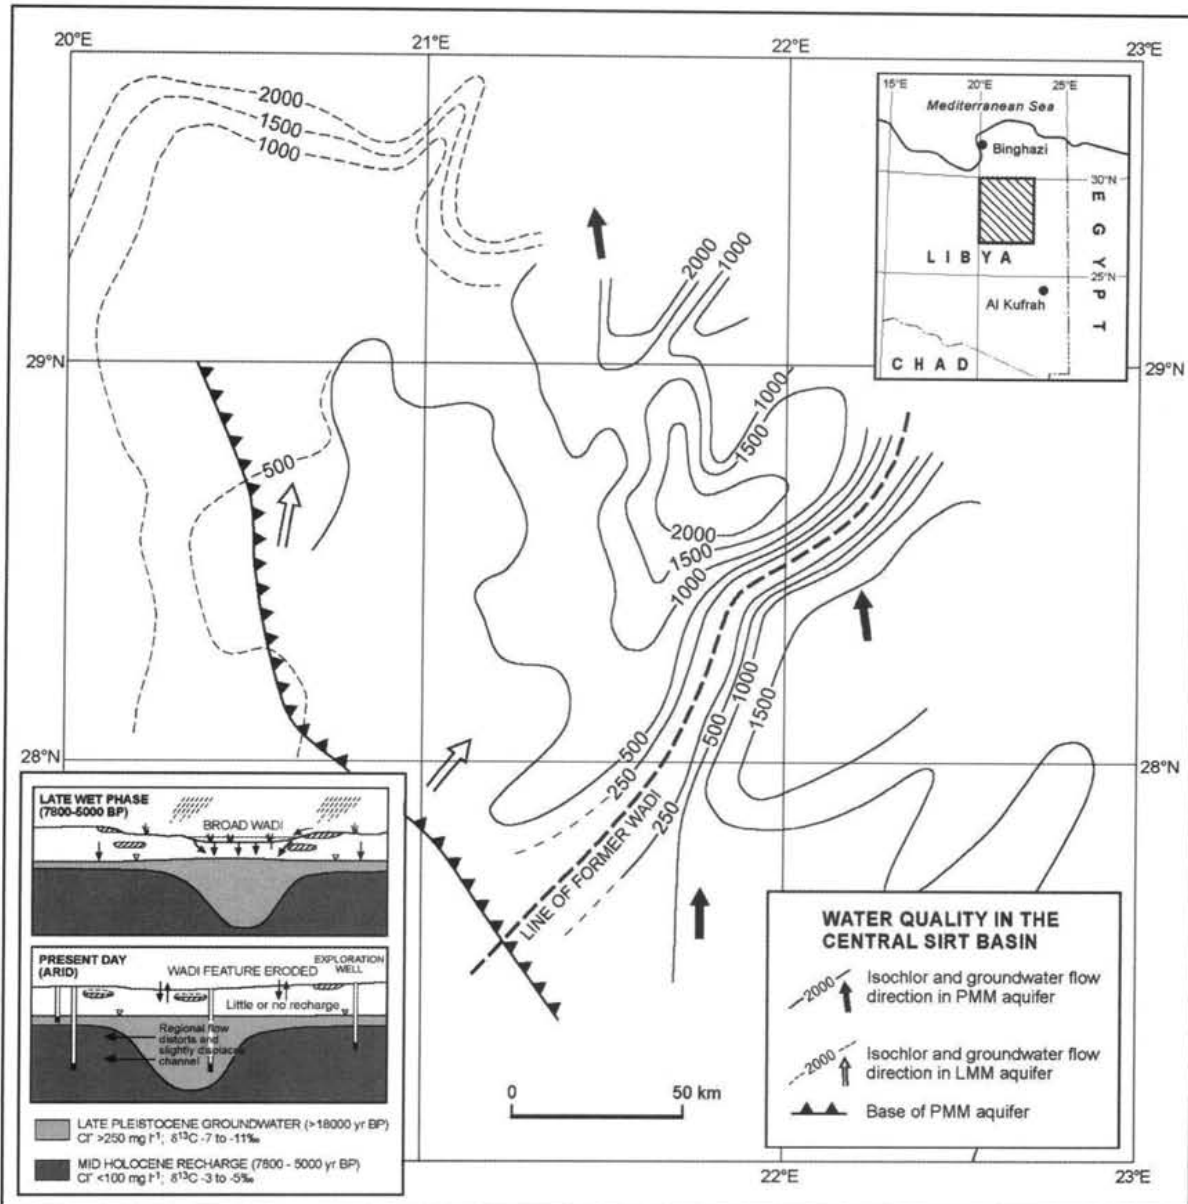 20°E
21°E
22°E
23°E
2000
1500
1000
15°E
20°E
25°E
Mediterranean Sea
Binghazi
30°N
EGYPT
LIBYA
25°N
Al Kufrah
CHAD
2000
1000
29°N
29°N
500
1000
1500
2000
1500
1000
1000
500
1500
500
250
250
28°N
28°N
LINE OF FORMER WADI
LATE WET PHASE
(7800-5000 BP)
BROAD WADI
PRESENT DAY
(ARID)
WADI FEATURE ERODED
EXPLORATION
WELL
Little or no recharge
Regional flow
distorts and
slightly displaces
channel
LATE PLEISTOCENE GROUNDWATER (>18000 yr BP)
Cl⁻ >250 mg l⁻¹; δ¹³C -7 to -11‰
MID HOLOCENE RECHARGE (7800 - 5000 yr BP)
Cl⁻ <100 mg l⁻¹; δ¹³C -3 to -5‰
0
50 km
WATER QUALITY IN THE
CENTRAL SIRT BASIN
2000
Isochlor and groundwater flow
direction in PMM aquifer
2000
Isochlor and groundwater flow
direction in LMM aquifer
Base of PMM aquifer
22°E
23°E